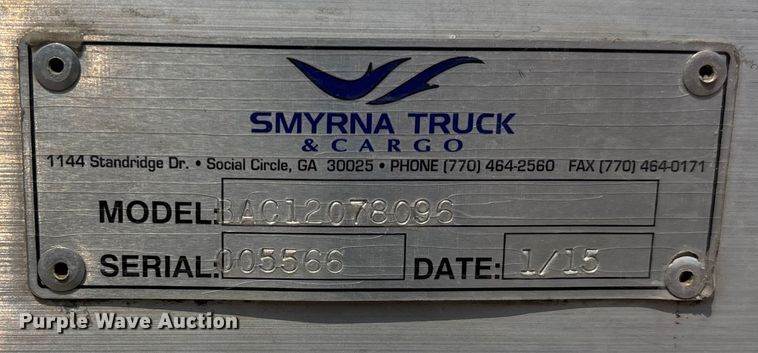 SMYRNA TRUCK
& CARGO
1144 Standridge Dr. • Social Circle, GA 30025 • PHONE (770) 464-2560 FAX (770) 464-0171
MODEL: BAC12078096
SERIAL: 005566 DATE: 1/15
Purple Wave Auction